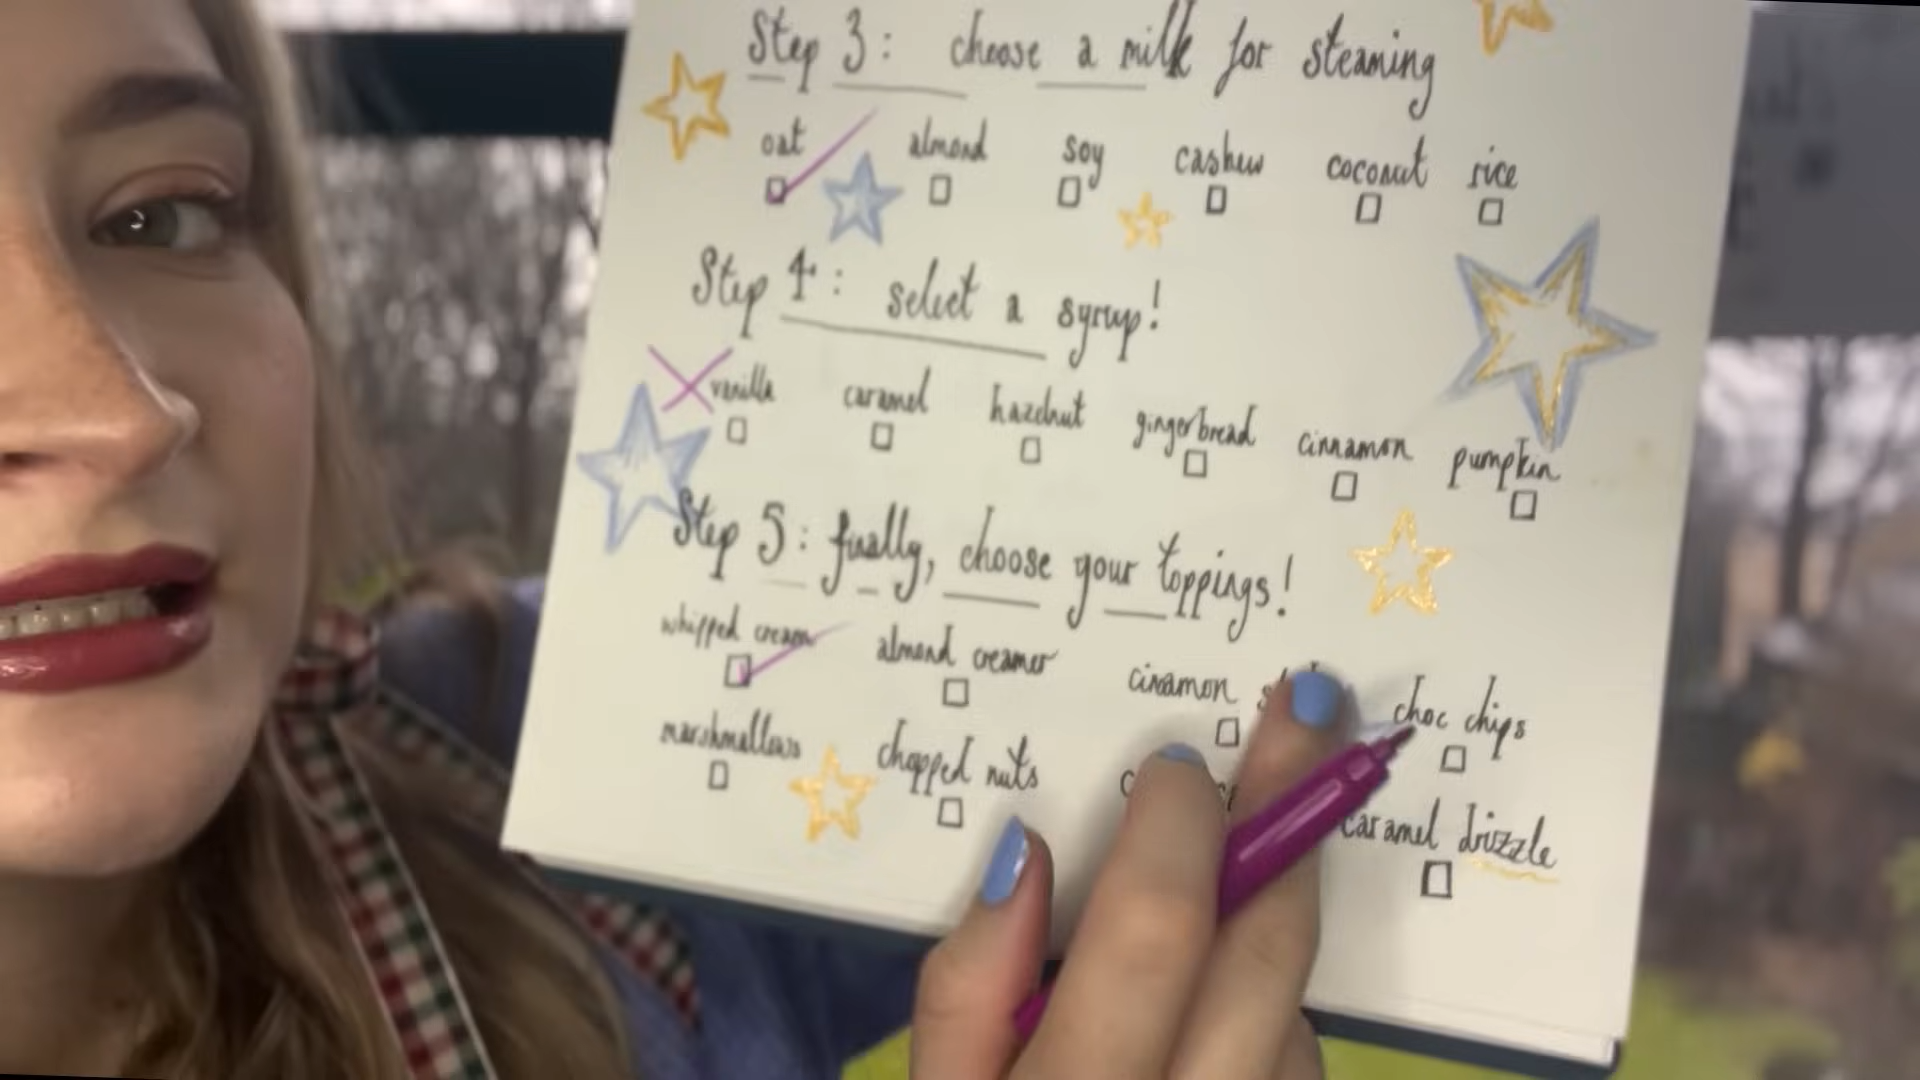 Step 3: choose a milk for steaming
oat almond soy cashew coconut rice
Step 4: select a syrup!
vanilla caramel hazelnut gingerbread cinnamon pumpkin
Step 5: finally, choose your toppings!
whipped cream almond creamer cinnamon choc chips
marshmallows chopped nuts caramel drizzle